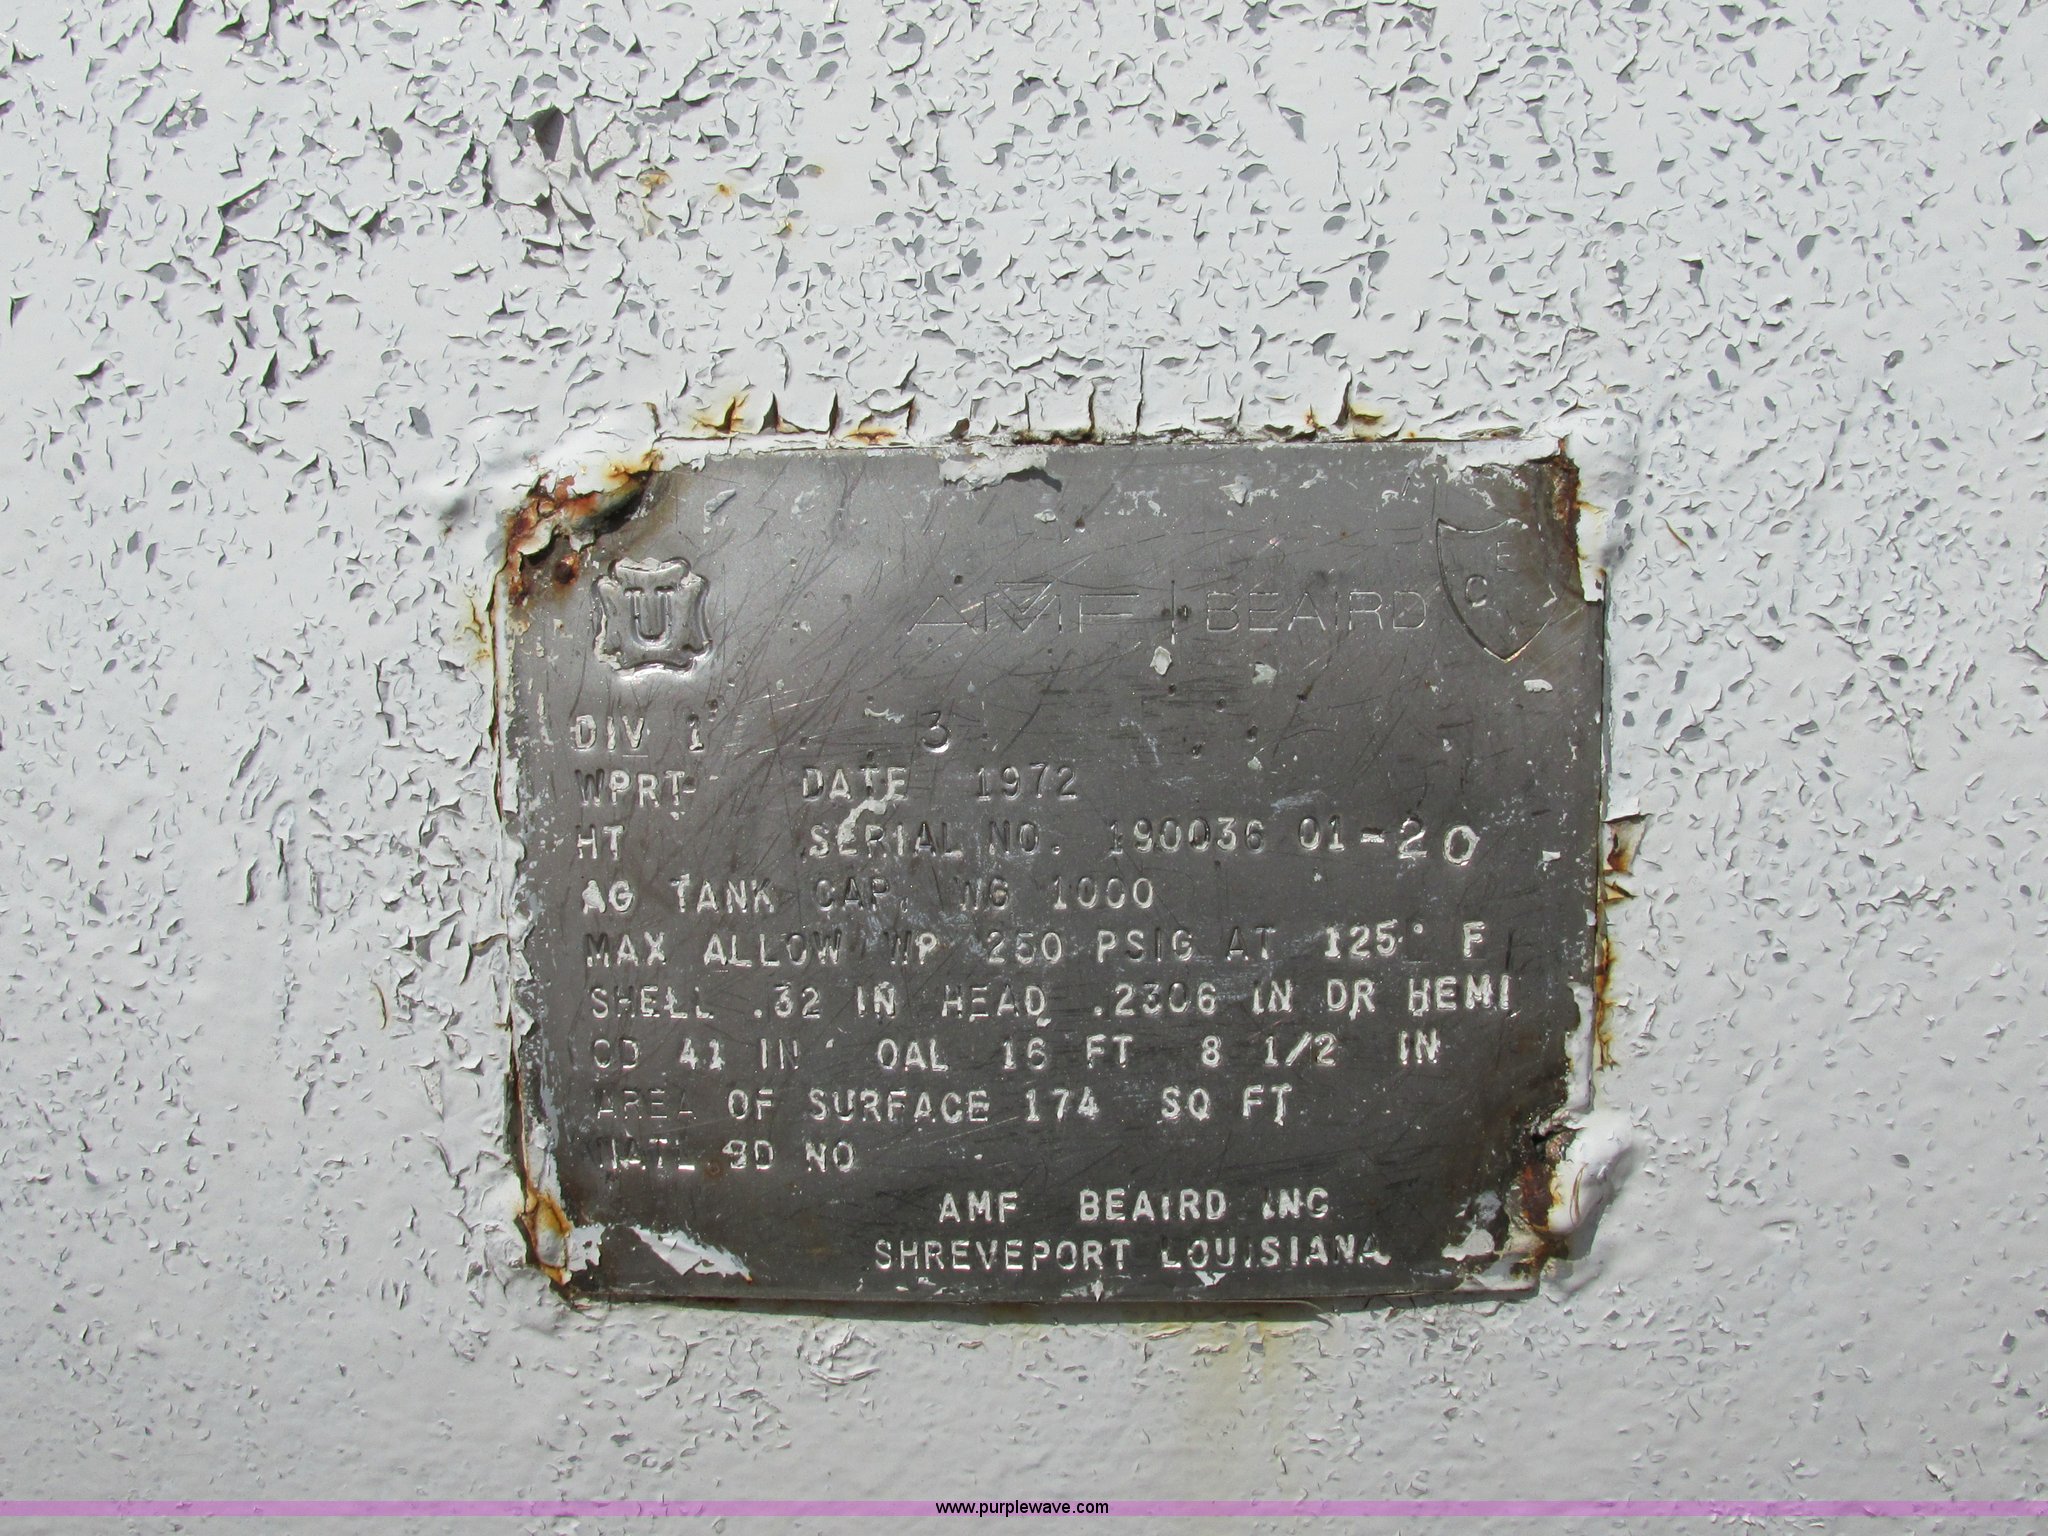 U
AMF | BEAIRD
C E
DIV 1 3
WPRT DATE 1972
HT SERIAL NO. 190036 01-20
AG TANK CAP. WG 1000
MAX ALLOW WP 250 PSIG AT 125° F
SHELL .32 IN HEAD .2306 IN DR HEMI
OD 41 IN OAL 16 FT 8 1/2 IN
AREA OF SURFACE 174 SQ FT
MATL BD NO
AMF BEAIRD INC
SHREVEPORT LOUISIANA
www.purplewave.com